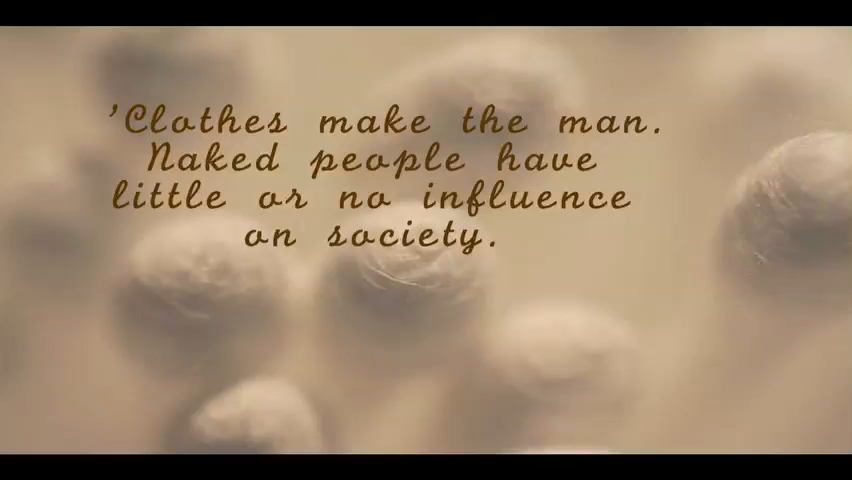 'Clothes make the man.
Naked people have
little or no influence
on society.